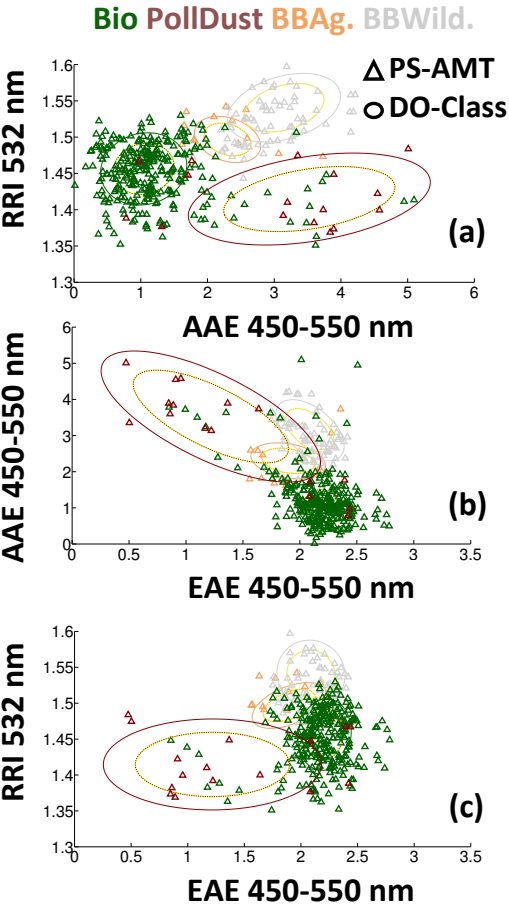 Bio PollDust BBAg. BBWild.
△ PS-AMT
○ DO-Class
RRI 532 nm
1.6
1.55
1.5
1.45
1.4
1.35
1.3
0 1 2 3 4 5 6
(a)
AAE 450-550 nm
AAE 450-550 nm
6
5
4
3
2
1
0
0 0.5 1 1.5 2 2.5 3 3.5
(b)
EAE 450-550 nm
RRI 532 nm
1.6
1.55
1.5
1.45
1.4
1.35
1.3
0 0.5 1 1.5 2 2.5 3 3.5
(c)
EAE 450-550 nm